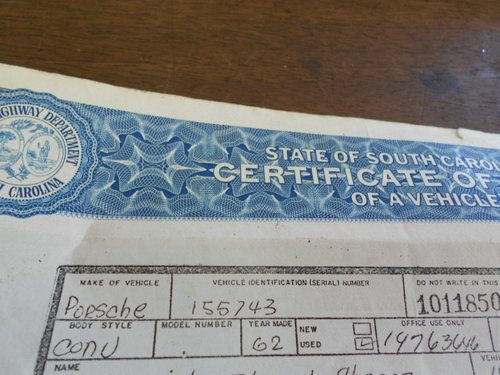 HIGHWAY DEPARTMENT
CAROLINA
STATE OF SOUTH CAROL
CERTIFICATE OF
OF A VEHICLE
MAKE OF VEHICLE VEHICLE IDENTIFICATION (SERIAL) NUMBER DO NOT WRITE IN THIS
Porsche 155743 1011850
BODY STYLE MODEL NUMBER YEAR MADE NEW OFFICE USE ONLY
CONV 62 USED 14763646
NAME VEHI